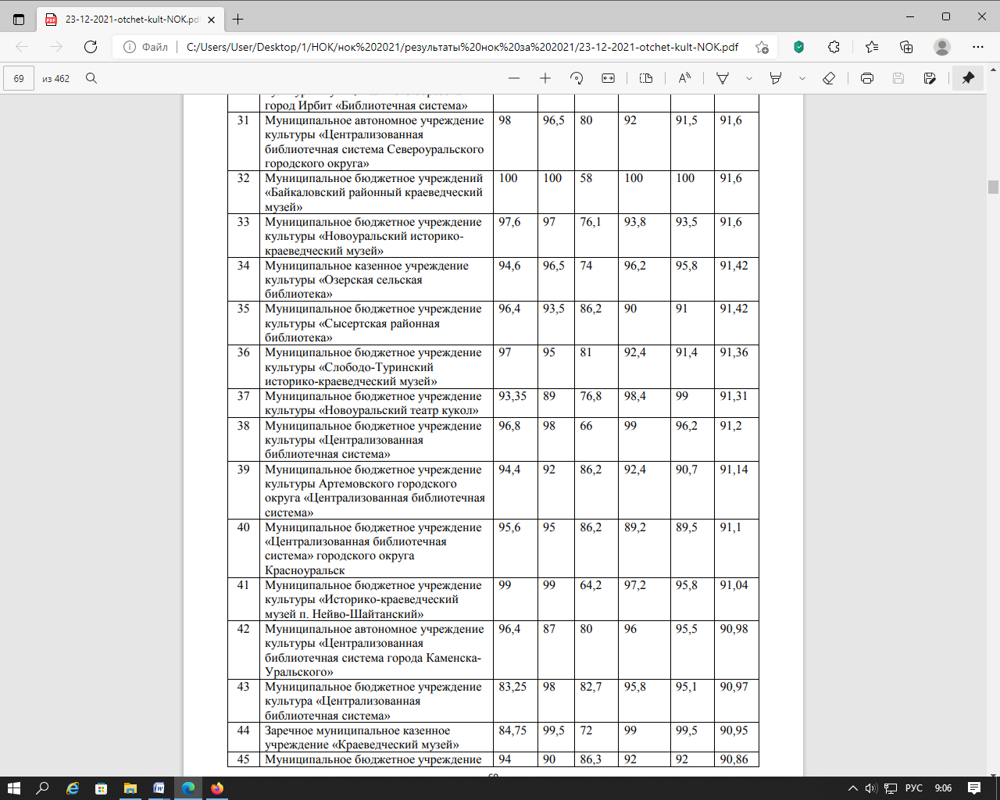 23-12-2021-otchet-kult-NOK.pdf
Файл C:/Users/User/Desktop/1/НОК/нок%202021/результаты%20нок%20за%202021/23-12-2021-otchet-kult-NOK.pdf
69 из 462
город Ирбит «Библиотечная система»
31 Муниципальное автономное учреждение 98 96,5 80 92 91,5 91,6
культуры «Централизованная
библиотечная система Североуральского
городского округа»
32 Муниципальное бюджетное учреждений 100 100 58 100 100 91,6
«Байкаловский районный краеведческий
музей»
33 Муниципальное бюджетное учреждение 97,6 97 76,1 93,8 93,5 91,6
культуры «Новоуральский историко-
краеведческий музей»
34 Муниципальное казенное учреждение 94,6 96,5 74 96,2 95,8 91,42
культуры «Озерская сельская
библиотека»
35 Муниципальное бюджетное учреждение 96,4 93,5 86,2 90 91 91,42
культуры «Сысертская районная
библиотека»
36 Муниципальное бюджетное учреждение 97 95 81 92,4 91,4 91,36
культуры «Слободо-Туринский
историко-краеведческий музей»
37 Муниципальное бюджетное учреждение 93,35 89 76,8 98,4 99 91,31
культуры «Новоуральский театр кукол»
38 Муниципальное бюджетное учреждение 96,8 98 66 99 96,2 91,2
культуры «Централизованная
библиотечная система»
39 Муниципальное бюджетное учреждение 94,4 92 86,2 92,4 90,7 91,14
культуры Артемовского городского
округа «Централизованная библиотечная
система»
40 Муниципальное бюджетное учреждение 95,6 95 86,2 89,2 89,5 91,1
«Централизованная библиотечная
система» городского округа
Красноуральск
41 Муниципальное бюджетное учреждение 99 99 64,2 97,2 95,8 91,04
культуры «Историко-краеведческий
музей п. Нейво-Шайтанский»
42 Муниципальное автономное учреждение 96,4 87 80 96 95,5 90,98
культуры «Централизованная
библиотечная система города Каменска-
Уральского»
43 Муниципальное бюджетное учреждение 83,25 98 82,7 95,8 95,1 90,97
культура «Централизованная
библиотечная система»
44 Заречное муниципальное казенное 84,75 99,5 72 99 99,5 90,95
учреждение «Краеведческий музей»
45 Муниципальное бюджетное учреждение 94 90 86,3 92 92 90,86
РУС 9:06